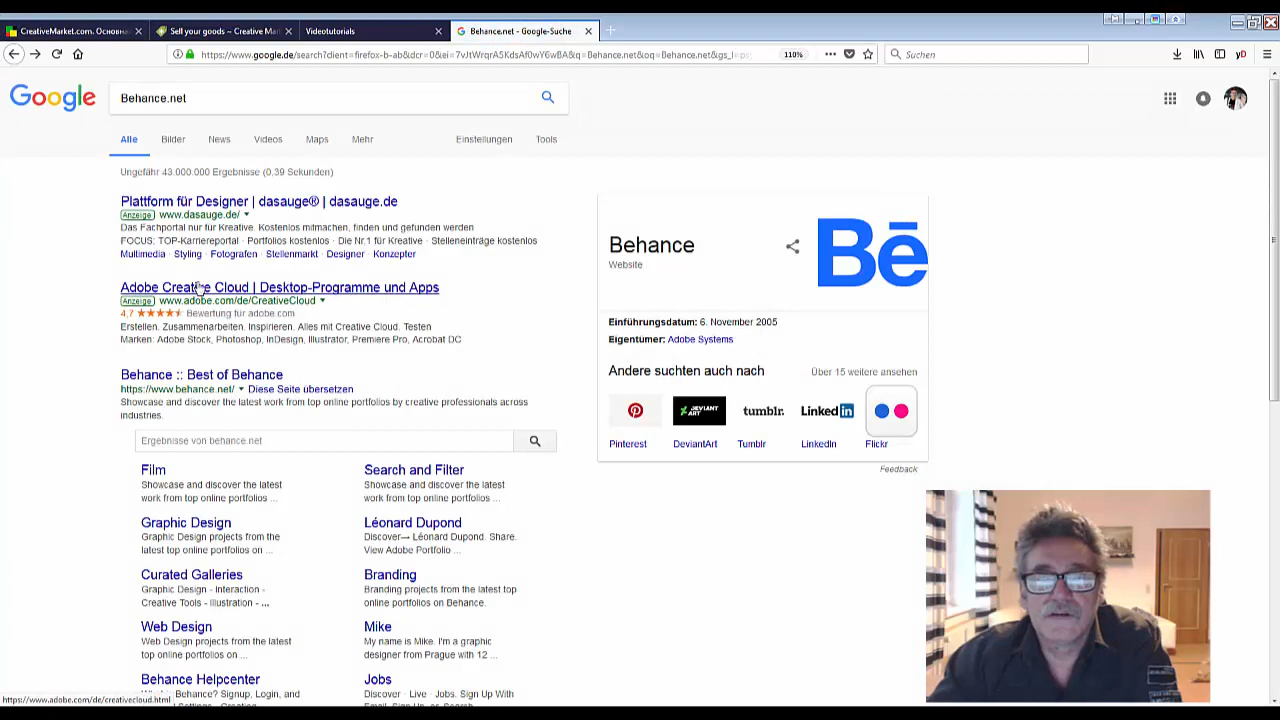 CreativeMarket.com. Основна
Sell your goods ~ Creative Ma
Videotutorials
Behance.net - Google-Suche
110%
Suchen
Google
Behance.net
Alle Bilder News Videos Maps Mehr Einstellungen Tools
Ungefähr 43.000.000 Ergebnisse (0,39 Sekunden)
Plattform für Designer | dasauge® | dasauge.de
Anzeige www.dasauge.de/
Das Fachportal nur für Kreative. Kostenlos mitmachen, finden und gefunden werden
FOCUS: TOP-Karriereportal · Portfolios kostenlos · Die Nr.1 für Kreative · Stelleneinträge kostenlos
Multimedia · Styling · Fotografen · Stellenmarkt · Designer · Konzepter
Adobe Creative Cloud | Desktop-Programme und Apps
Anzeige www.adobe.com/de/CreativeCloud
4,7 ★★★★★ Bewertung für adobe.com
Erstellen. Zusammenarbeiten. Inspirieren. Alles mit Creative Cloud. Testen
Marken: Adobe Stock, Photoshop, InDesign, Illustrator, Premiere Pro, Acrobat DC
Behance :: Best of Behance
https://www.behance.net/ Diese Seite übersetzen
Showcase and discover the latest work from top online portfolios by creative professionals across
industries.
Ergebnisse von behance.net
Film
Showcase and discover the latest
work from top online portfolios ...
Search and Filter
Showcase and discover the latest
work from top online portfolios ...
Graphic Design
Graphic Design projects from the
latest top online portfolios on ...
Léonard Dupond
Discover→ Léonard Dupond. Share.
View Adobe Portfolio ...
Curated Galleries
Graphic Design - Interaction -
Creative Tools - Illustration - ...
Branding
Branding projects from the latest top
online portfolios on Behance.
Web Design
Web Design projects from the latest
top online portfolios on ...
Mike
My name is Mike. I'm a graphic
designer from Prague with 12 ...
Behance Helpcenter
Behance? Signup, Login, and
Jobs
Discover · Live · Jobs. Sign Up With
https://www.adobe.com/de/creativecloud.html
Behance
Website
Bē
Einführungsdatum: 6. November 2005
Eigentümer: Adobe Systems
Andere suchten auch nach
Über 15 weitere ansehen
DEVIANT ART
tumblr.
Linked in
Pinterest DeviantArt Tumblr LinkedIn Flickr
Feedback